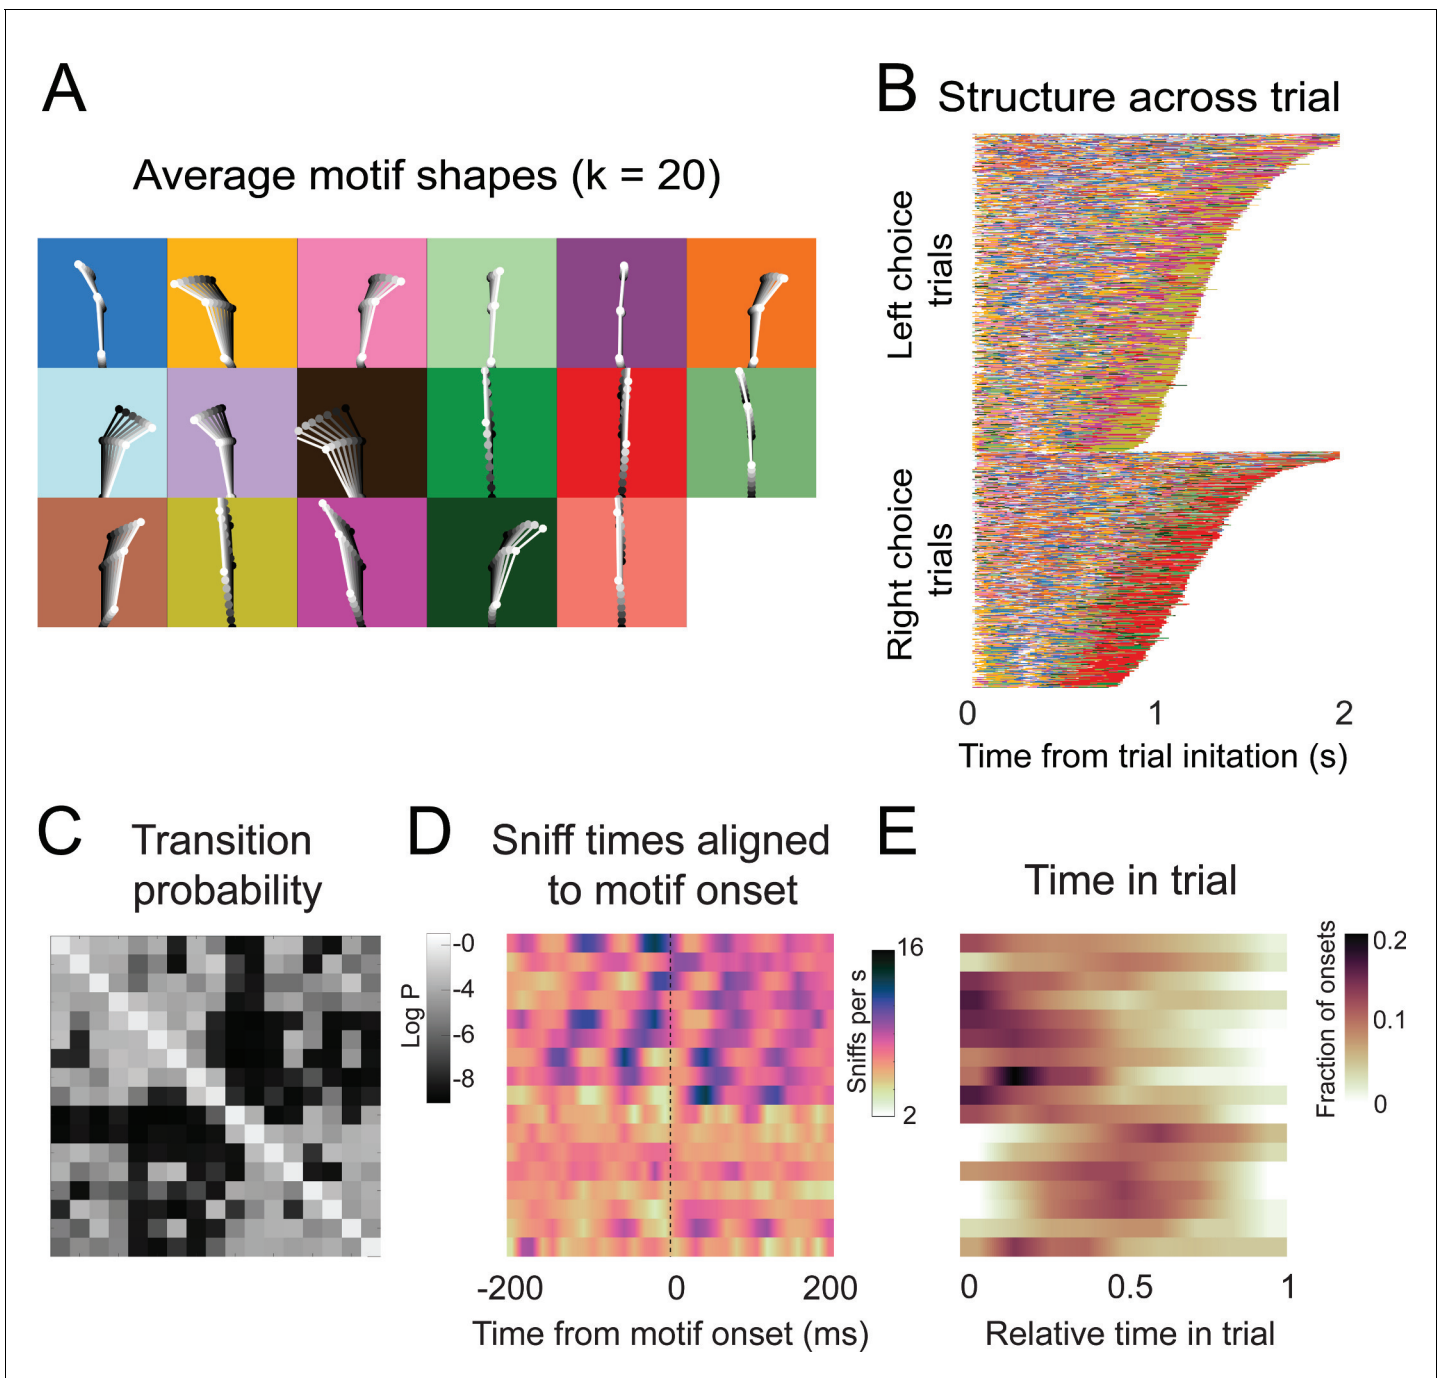 A
Average motif shapes (k = 20)
B
Structure across trial
Left choice
trials
Right choice
trials
0
1
2
Time from trial initation (s)
C
Transition
probability
-0
-4
-6
-8
Log P
D
Sniff times aligned
to motif onset
16
2
Sniffs per s
-200
0
200
Time from motif onset (ms)
E
Time in trial
0.2
0.1
0
Fraction of onsets
0
0.5
1
Relative time in trial